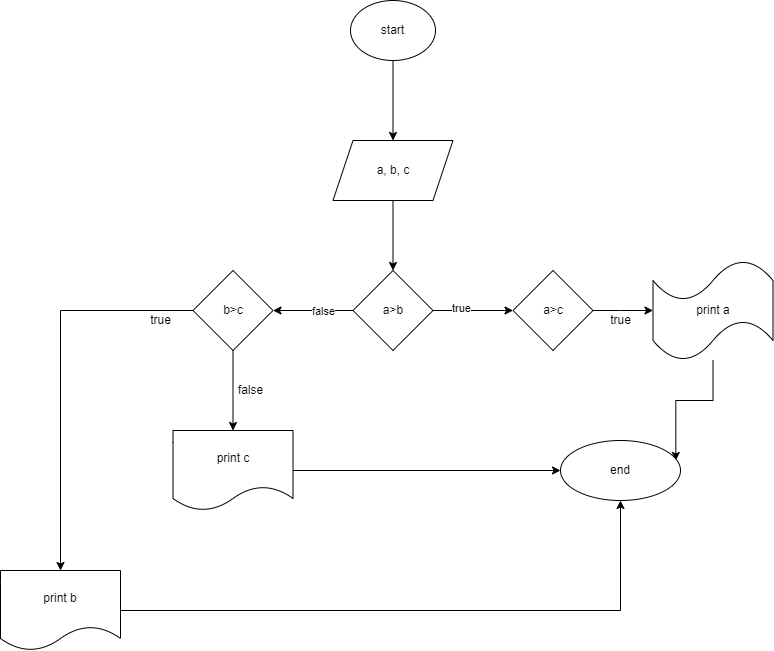 start
a, b, c
b>c
false
a>b
true
a>c
true
print a
true
false
print c
end
print b